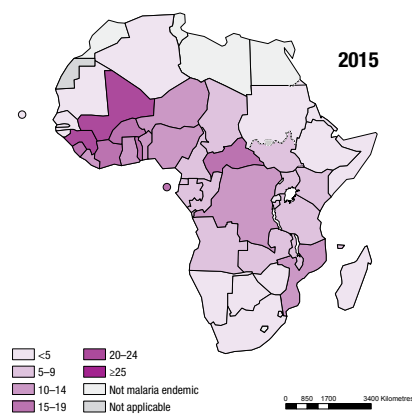 2015
<5
5–9
10–14
15–19
20–24
≥25
Not malaria endemic
Not applicable
0 850 1700 3400 Kilometres